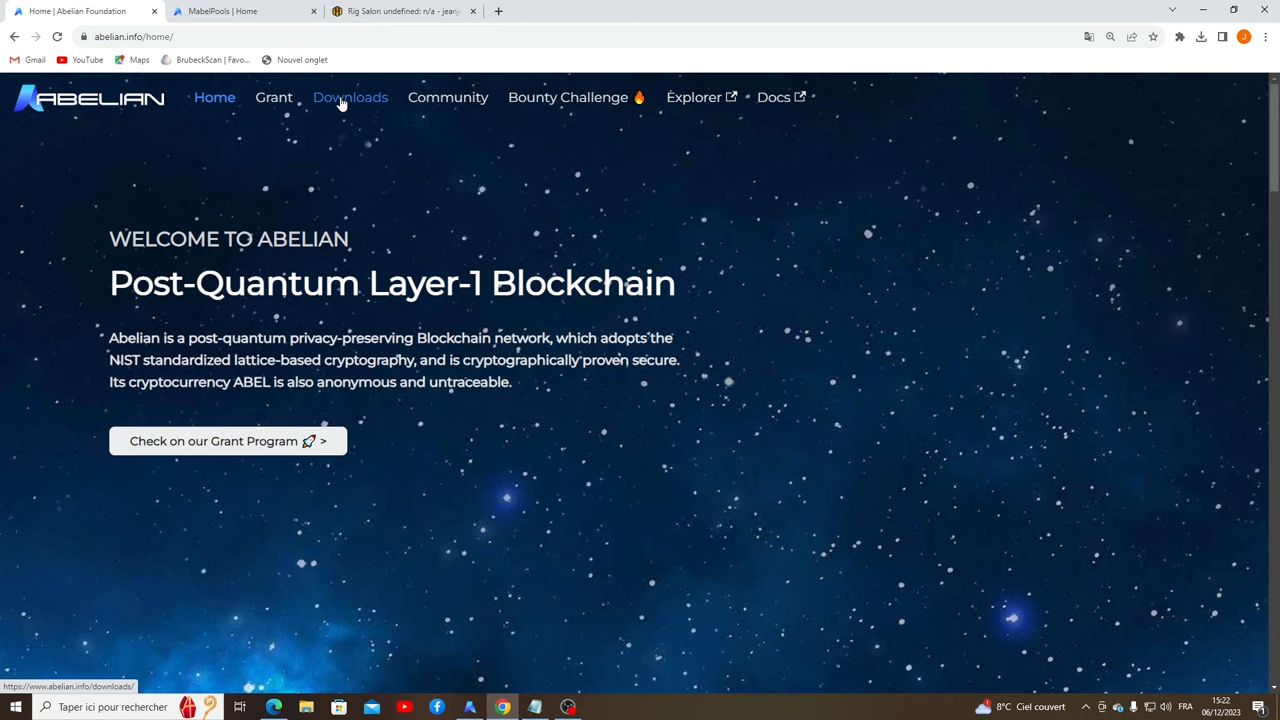 Home | Abelian Foundation
MabelPools | Home
Rig Salon undefined: n/a - jeanje
abelian.info/home/
J
Gmail
YouTube
Maps
BrubeckScan | Favo...
Nouvel onglet
ABELIAN
Home
Grant
Downloads
Community
Bounty Challenge 🔥
Explorer
Docs
WELCOME TO ABELIAN
Post-Quantum Layer-1 Blockchain
Abelian is a post-quantum privacy-preserving Blockchain network, which adopts the
NIST standardized lattice-based cryptography, and is cryptographically proven secure.
Its cryptocurrency ABEL is also anonymous and untraceable.
Check on our Grant Program 🚀 >
https://www.abelian.info/downloads/
Taper ici pour rechercher
8°C Ciel couvert
FRA
15:22
06/12/2023